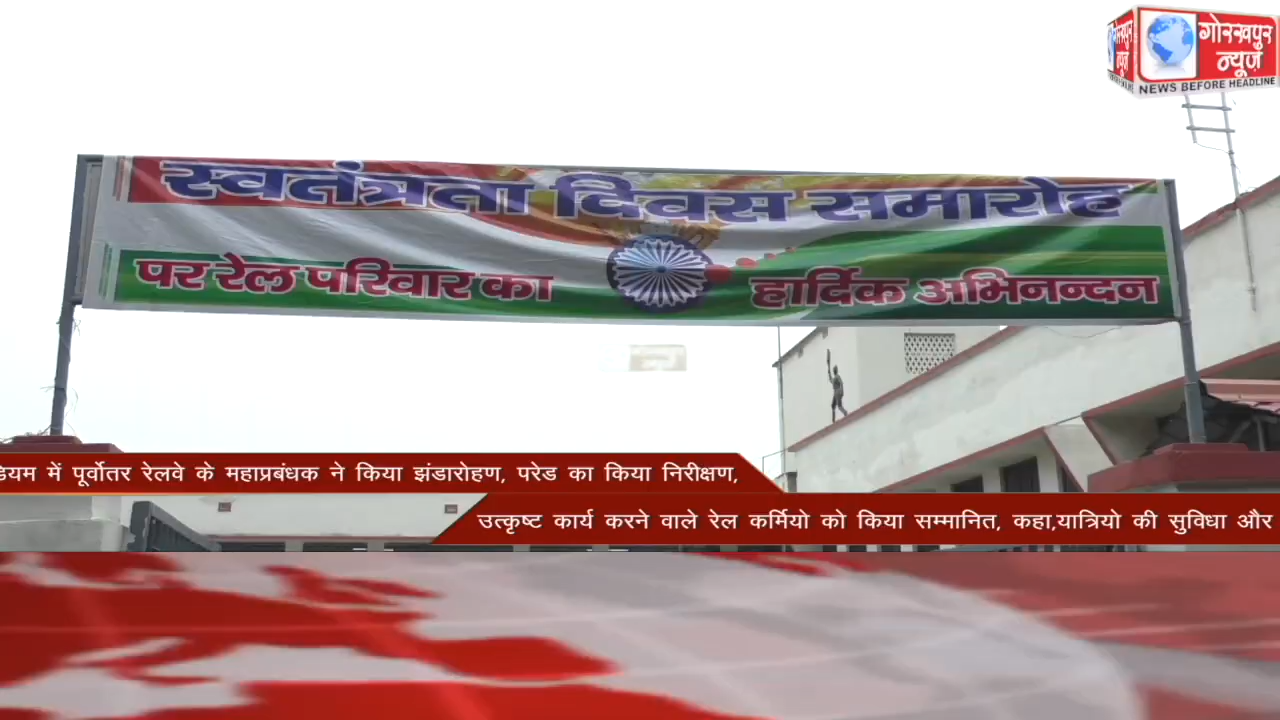 गोरखपुर
न्यूज़
NEWS BEFORE HEADLINE
गोरखपुर
न्यूज़
स्वतंत्रता दिवस समारोह
पर रेल परिवार का हार्दिक अभिनन्दन
में पूर्वोतर रेलवे के महाप्रबंधक ने किया झंडारोहण, परेड का किया निरीक्षण,
उत्कृष्ट कार्य करने वाले रेल कर्मियो को किया सम्मानित, कहा,यात्रियो की सुविधा और